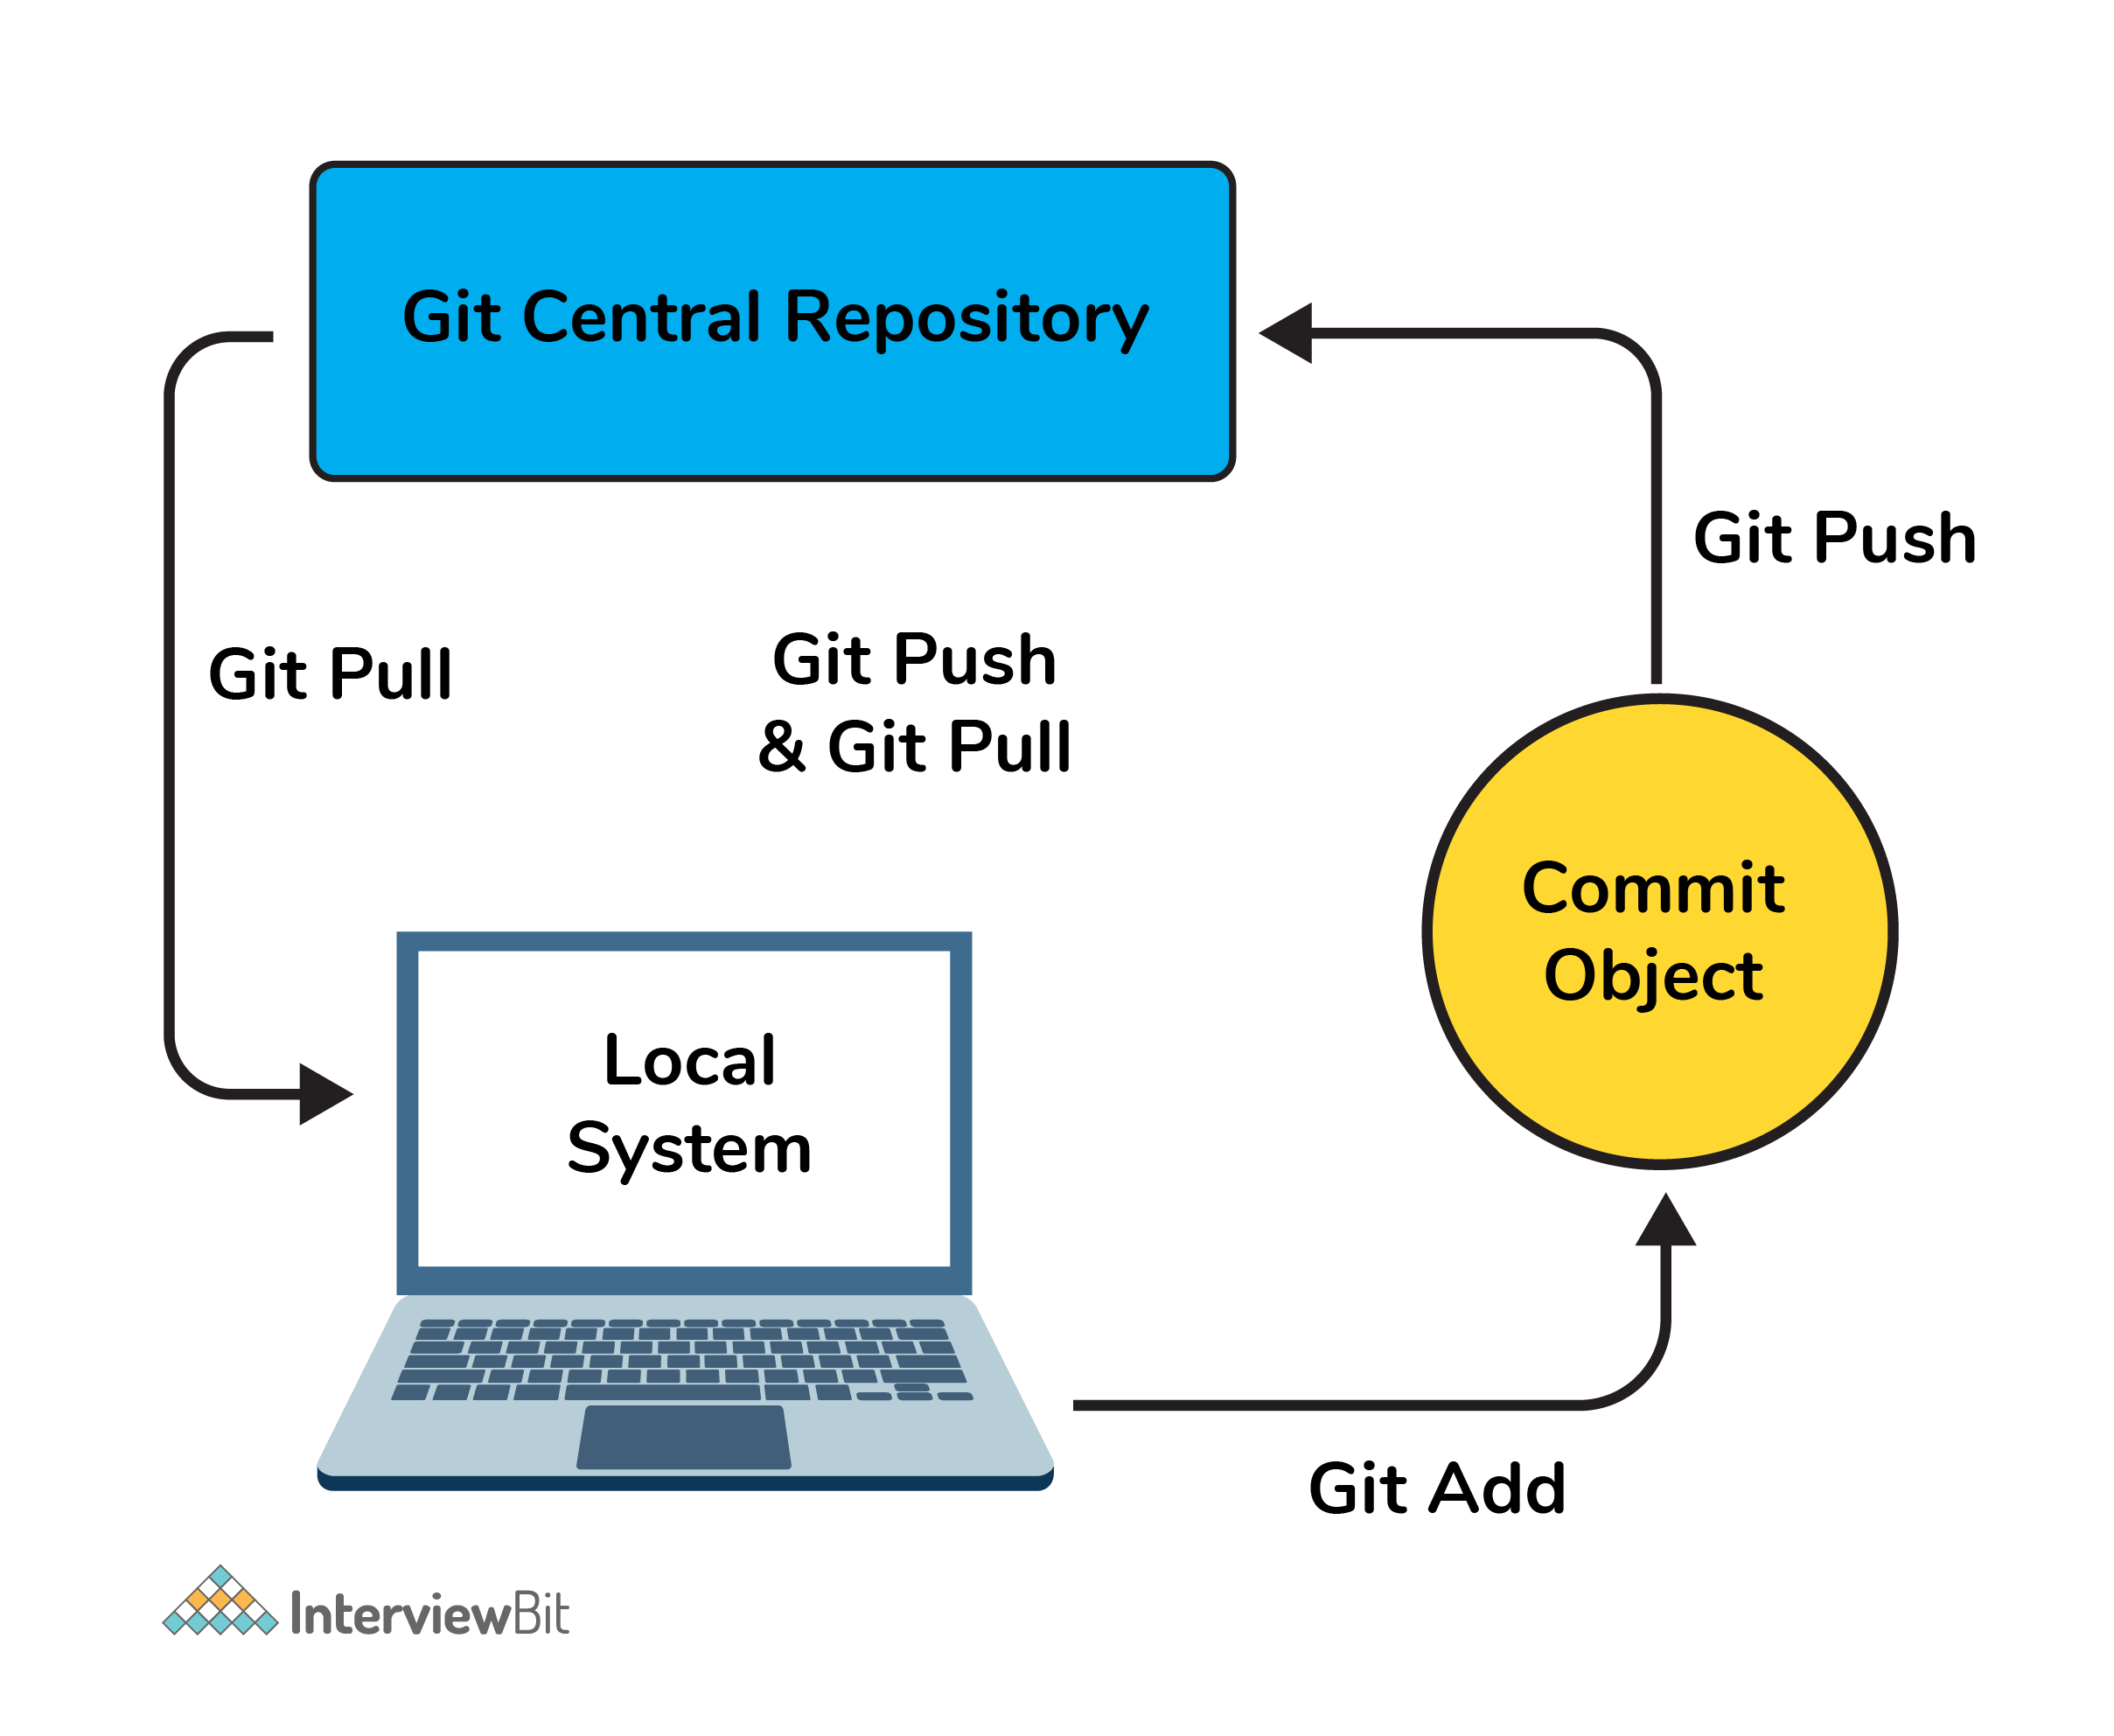 Git Central Repository
Git Push
Git Pull
Git Push
& Git Pull
Commit
Object
Local
System
Git Add
InterviewBit